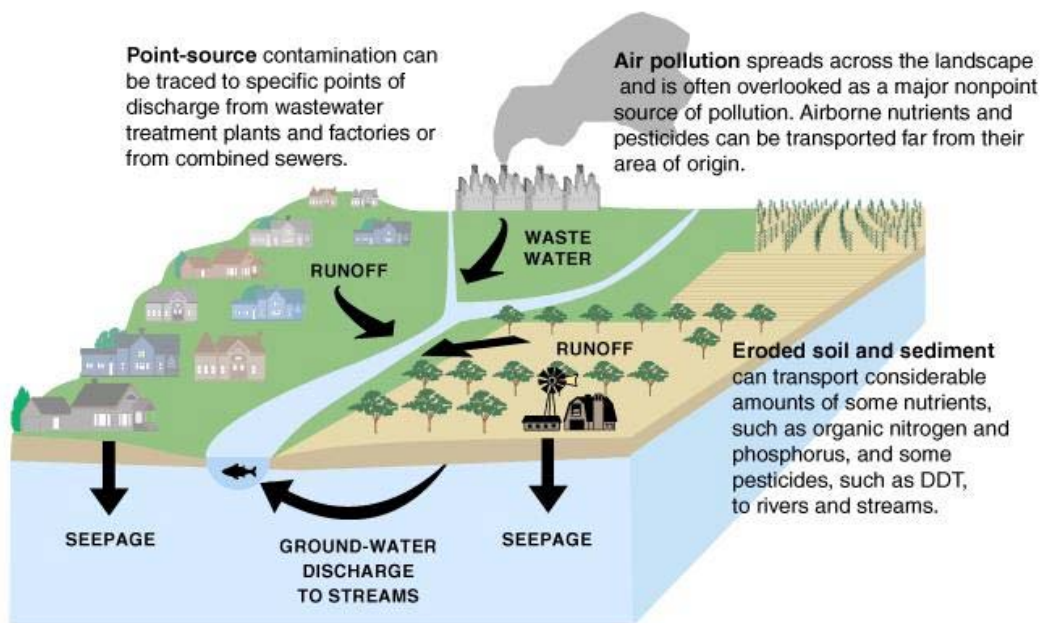 Point-source contamination can
be traced to specific points of
discharge from wastewater
treatment plants and factories or
from combined sewers.
Air pollution spreads across the landscape
and is often overlooked as a major nonpoint
source of pollution. Airborne nutrients and
pesticides can be transported far from their
area of origin.
WASTE
WATER
RUNOFF
RUNOFF
Eroded soil and sediment
can transport considerable
amounts of some nutrients,
such as organic nitrogen and
phosphorus, and some
pesticides, such as DDT,
to rivers and streams.
SEEPAGE
GROUND-WATER
DISCHARGE
TO STREAMS
SEEPAGE